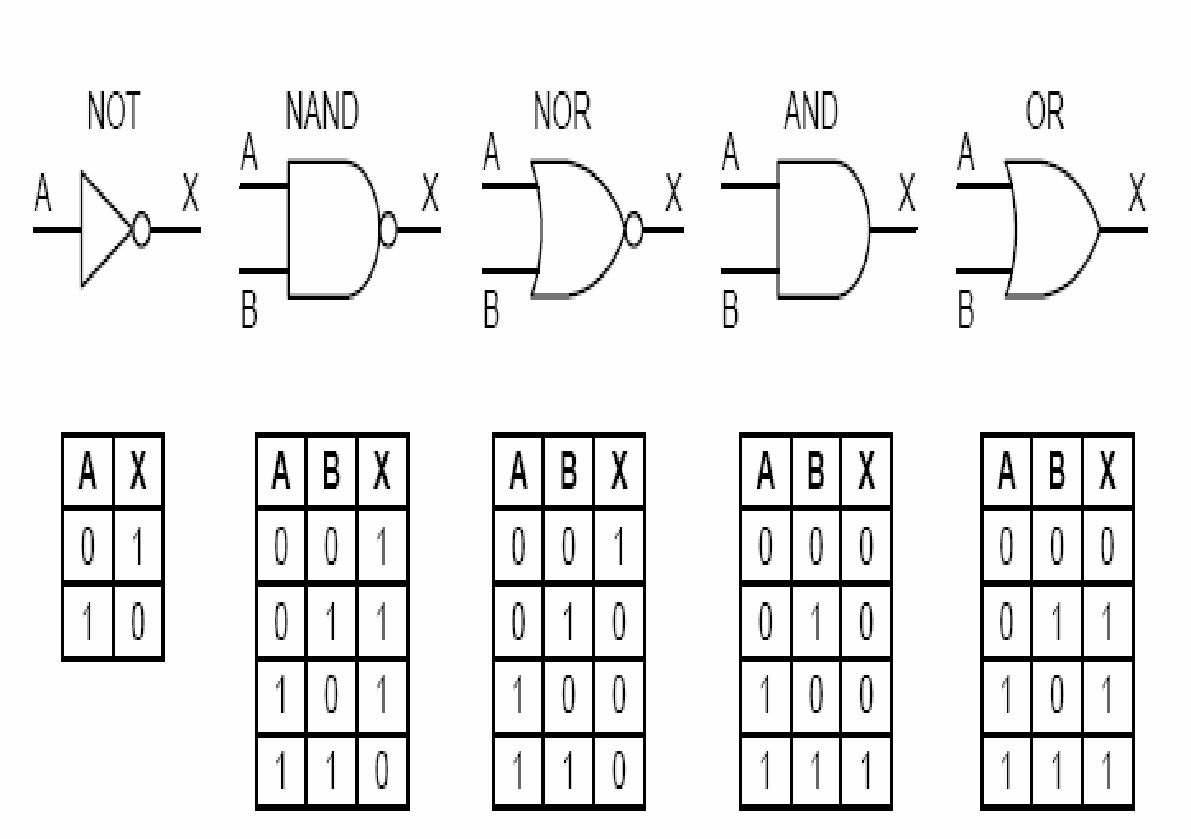 NOT NAND NOR AND OR
A X A B X A B X A B X A B X
A X A B X A B X A B X A B X
0 1 0 0 1 0 0 1 0 0 0 0 0 0
1 0 0 1 1 0 1 0 0 1 0 0 1 1
1 0 1 1 0 0 1 0 0 1 0 1
1 1 0 1 1 0 1 1 1 1 1 1